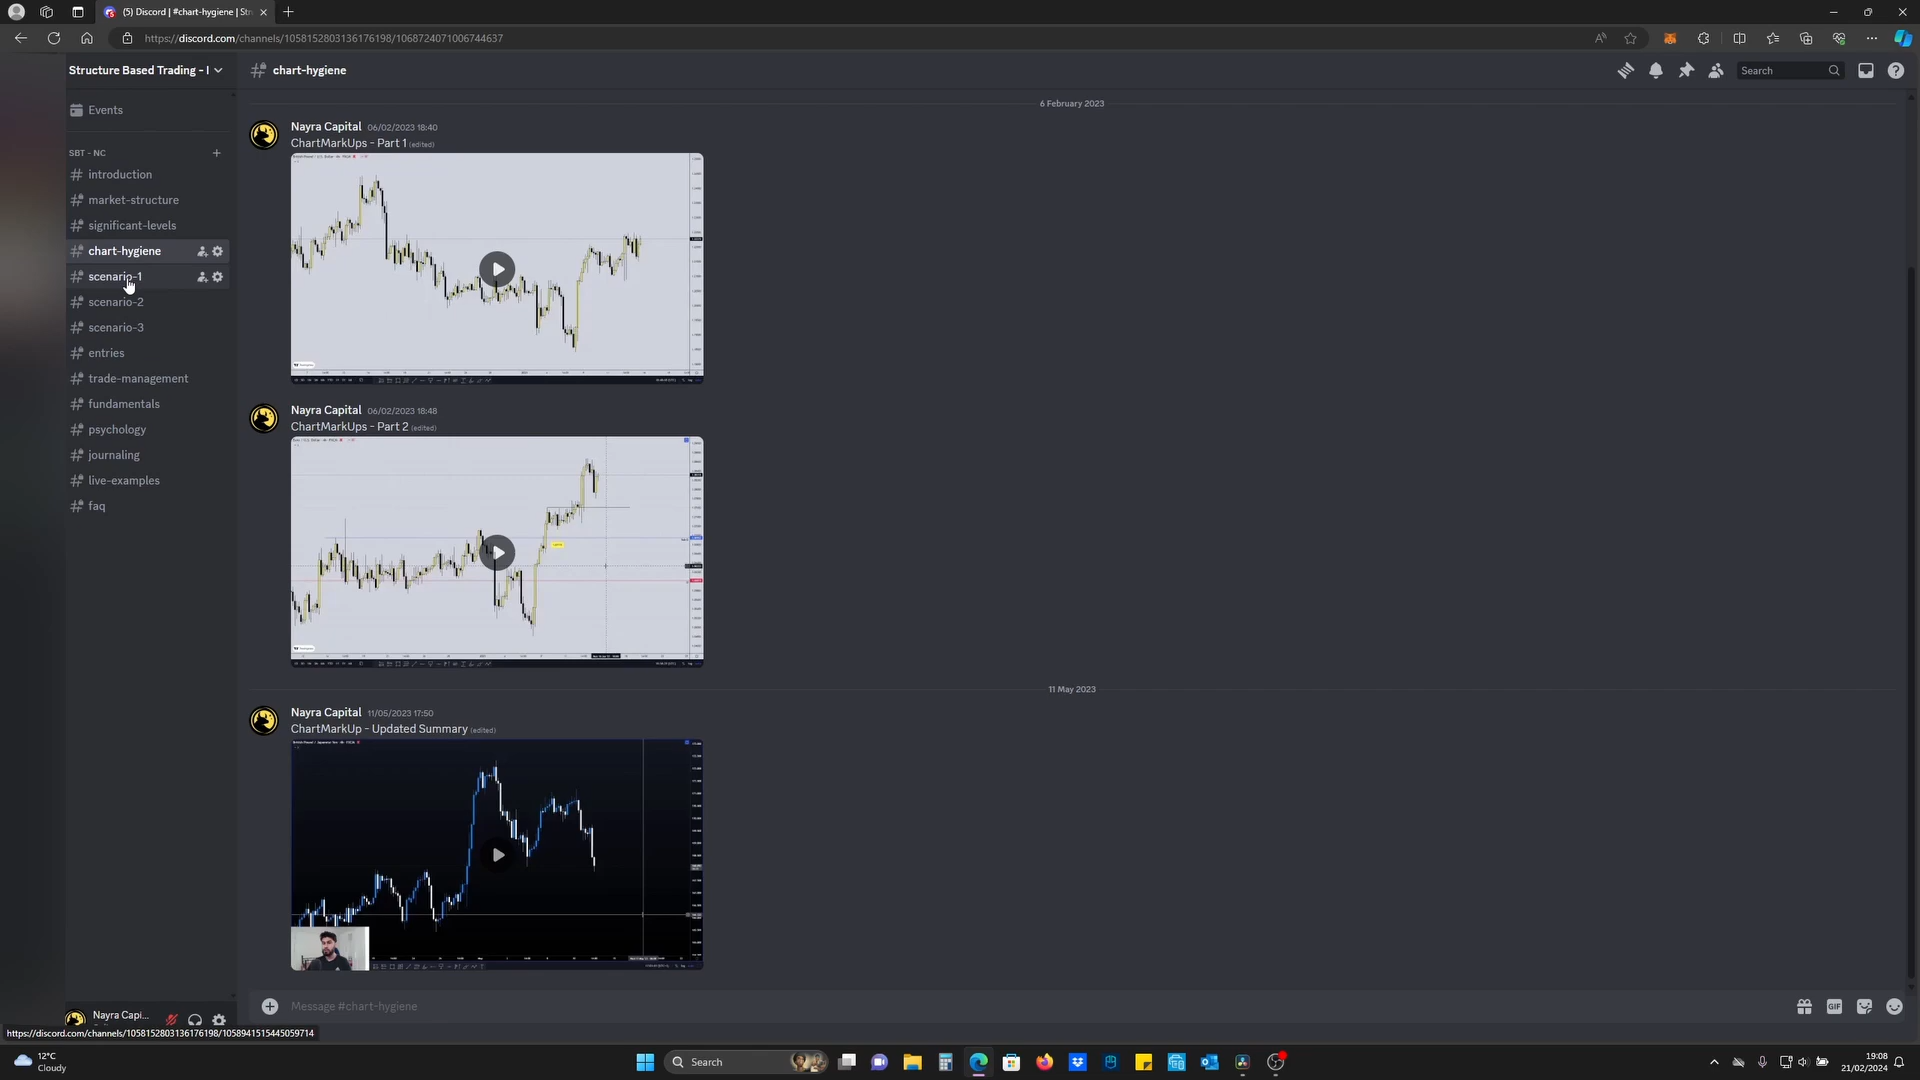 (5) Discord | #chart-hygiene | Str
https://discord.com/channels/1058152803136176198/1068724071006744637
Structure Based Trading - I
chart-hygiene
Search
Events
6 February 2023
SBT - NC
introduction
market-structure
significant-levels
chart-hygiene
scenario-1
scenario-2
scenario-3
entries
trade-management
fundamentals
psychology
journaling
live-examples
faq
Nayra Capital 06/02/2023 18:40
ChartMarkUps - Part 1 (edited)
Nayra Capital 06/02/2023 18:48
ChartMarkUps - Part 2 (edited)
11 May 2023
Nayra Capital 11/05/2023 17:50
ChartMarkUp - Updated Summary (edited)
Message #chart-hygiene
GIF
Nayra Capi...
https://discord.com/channels/1058152803136176198/1058941515445059714
12°C
Cloudy
Search
19:08
21/02/2024